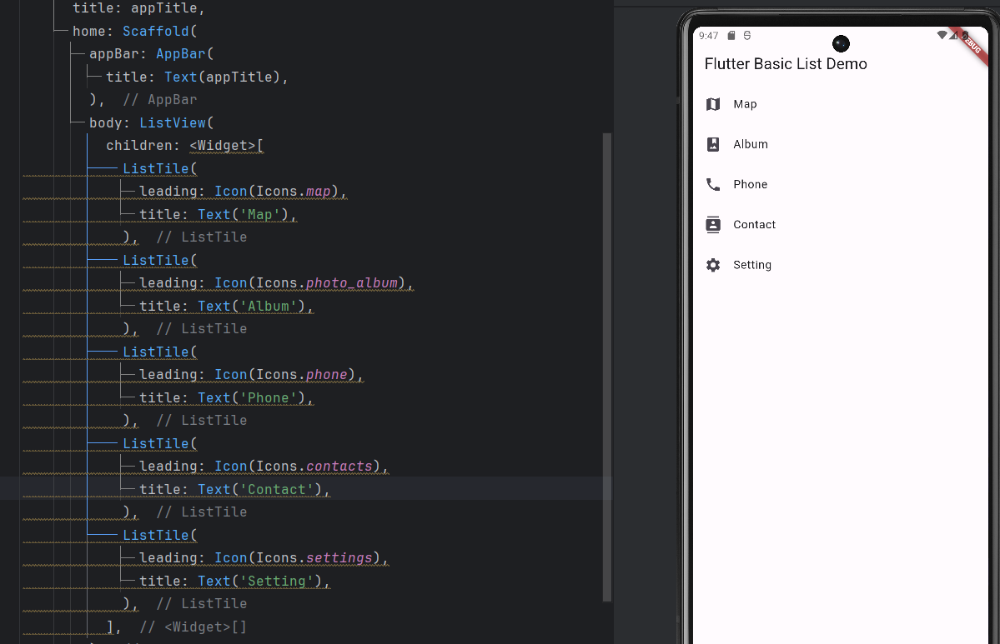 title: appTitle,
home: Scaffold(
appBar: AppBar(
title: Text(appTitle),
),  // AppBar
body: ListView(
children: <Widget>[
ListTile(
leading: Icon(Icons.map),
title: Text('Map'),
),  // ListTile
ListTile(
leading: Icon(Icons.photo_album),
title: Text('Album'),
),  // ListTile
ListTile(
leading: Icon(Icons.phone),
title: Text('Phone'),
),  // ListTile
ListTile(
leading: Icon(Icons.contacts),
title: Text('Contact'),
),  // ListTile
ListTile(
leading: Icon(Icons.settings),
title: Text('Setting'),
),  // ListTile
],  // <Widget>[]
9:47
DEBUG
Flutter Basic List Demo
Map
Album
Phone
Contact
Setting